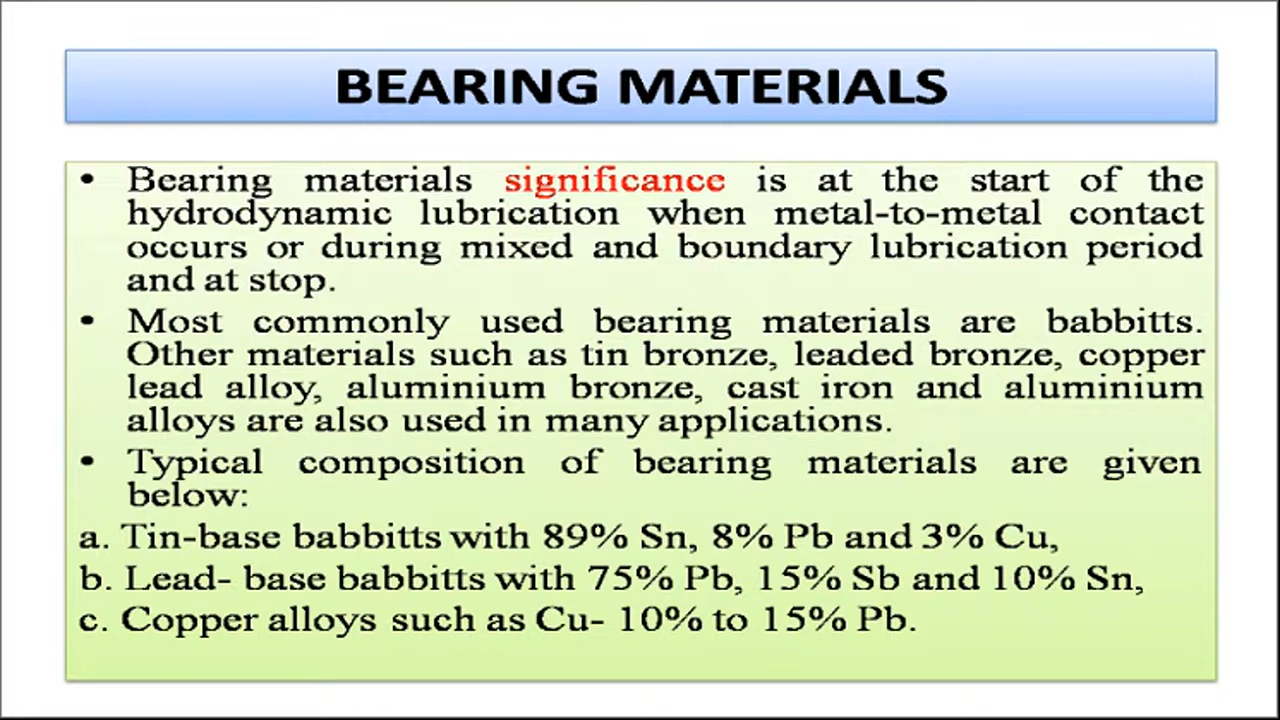 BEARING MATERIALS
• Bearing materials significance is at the start of the
hydrodynamic lubrication when metal-to-metal contact
occurs or during mixed and boundary lubrication period
and at stop.
• Most commonly used bearing materials are babbitts.
Other materials such as tin bronze, leaded bronze, copper
lead alloy, aluminium bronze, cast iron and aluminium
alloys are also used in many applications.
• Typical composition of bearing materials are given
below:
a. Tin-base babbitts with 89% Sn, 8% Pb and 3% Cu,
b. Lead- base babbitts with 75% Pb, 15% Sb and 10% Sn,
c. Copper alloys such as Cu- 10% to 15% Pb.